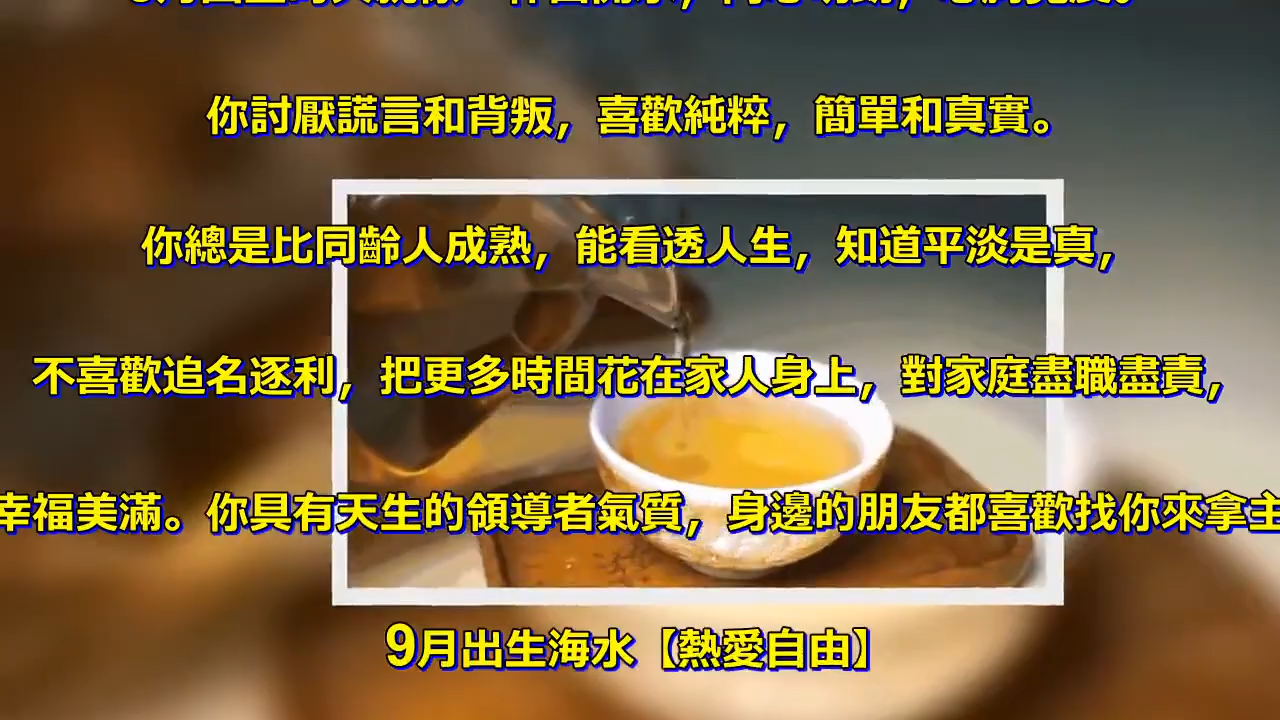 你討厭謊言和背叛，喜歡純粹，簡單和真實。
你總是比同齡人成熟，能看透人生，知道平淡是真，
不喜歡追名逐利，把更多時間花在家人身上，對家庭盡職盡責，
幸福美滿。你具有天生的領導者氣質，身邊的朋友都喜歡找你來拿主
9月出生海水【熱愛自由】